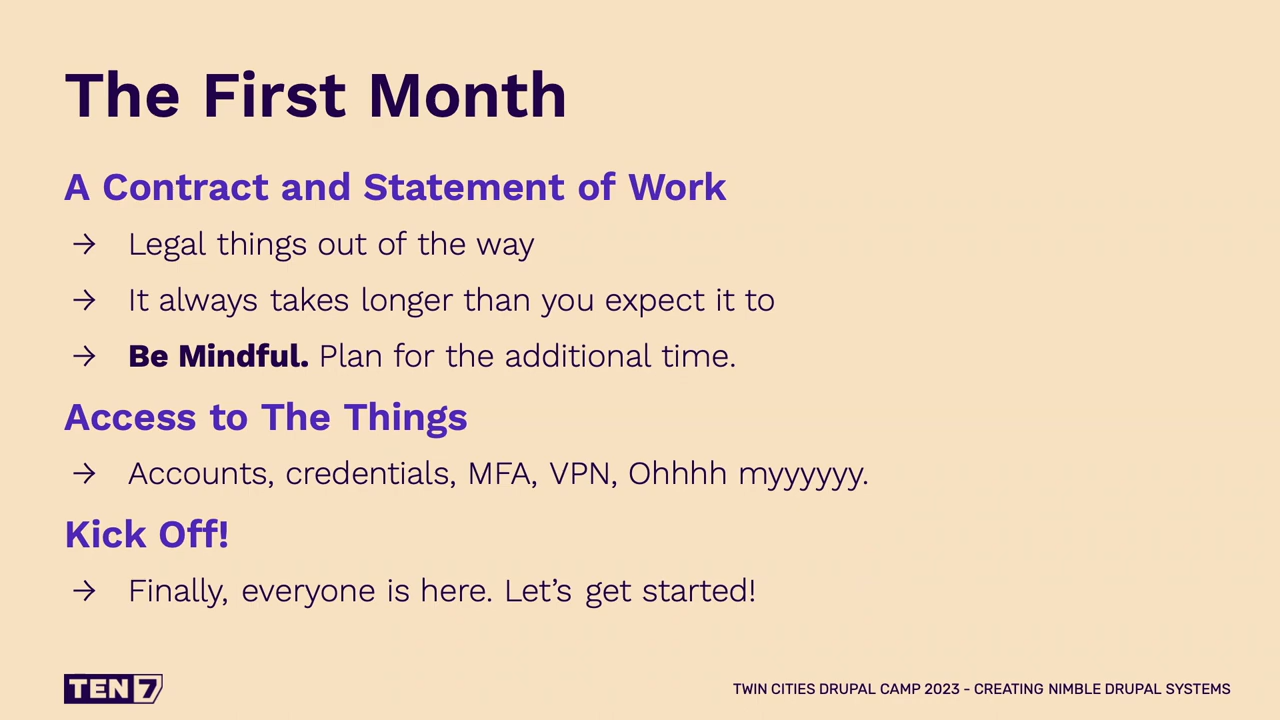 The First Month
A Contract and Statement of Work
→ Legal things out of the way
→ It always takes longer than you expect it to
→ Be Mindful. Plan for the additional time.
Access to The Things
→ Accounts, credentials, MFA, VPN, Ohhhh myyyyyy.
Kick Off!
→ Finally, everyone is here. Let’s get started!
TEN7
TWIN CITIES DRUPAL CAMP 2023 - CREATING NIMBLE DRUPAL SYSTEMS